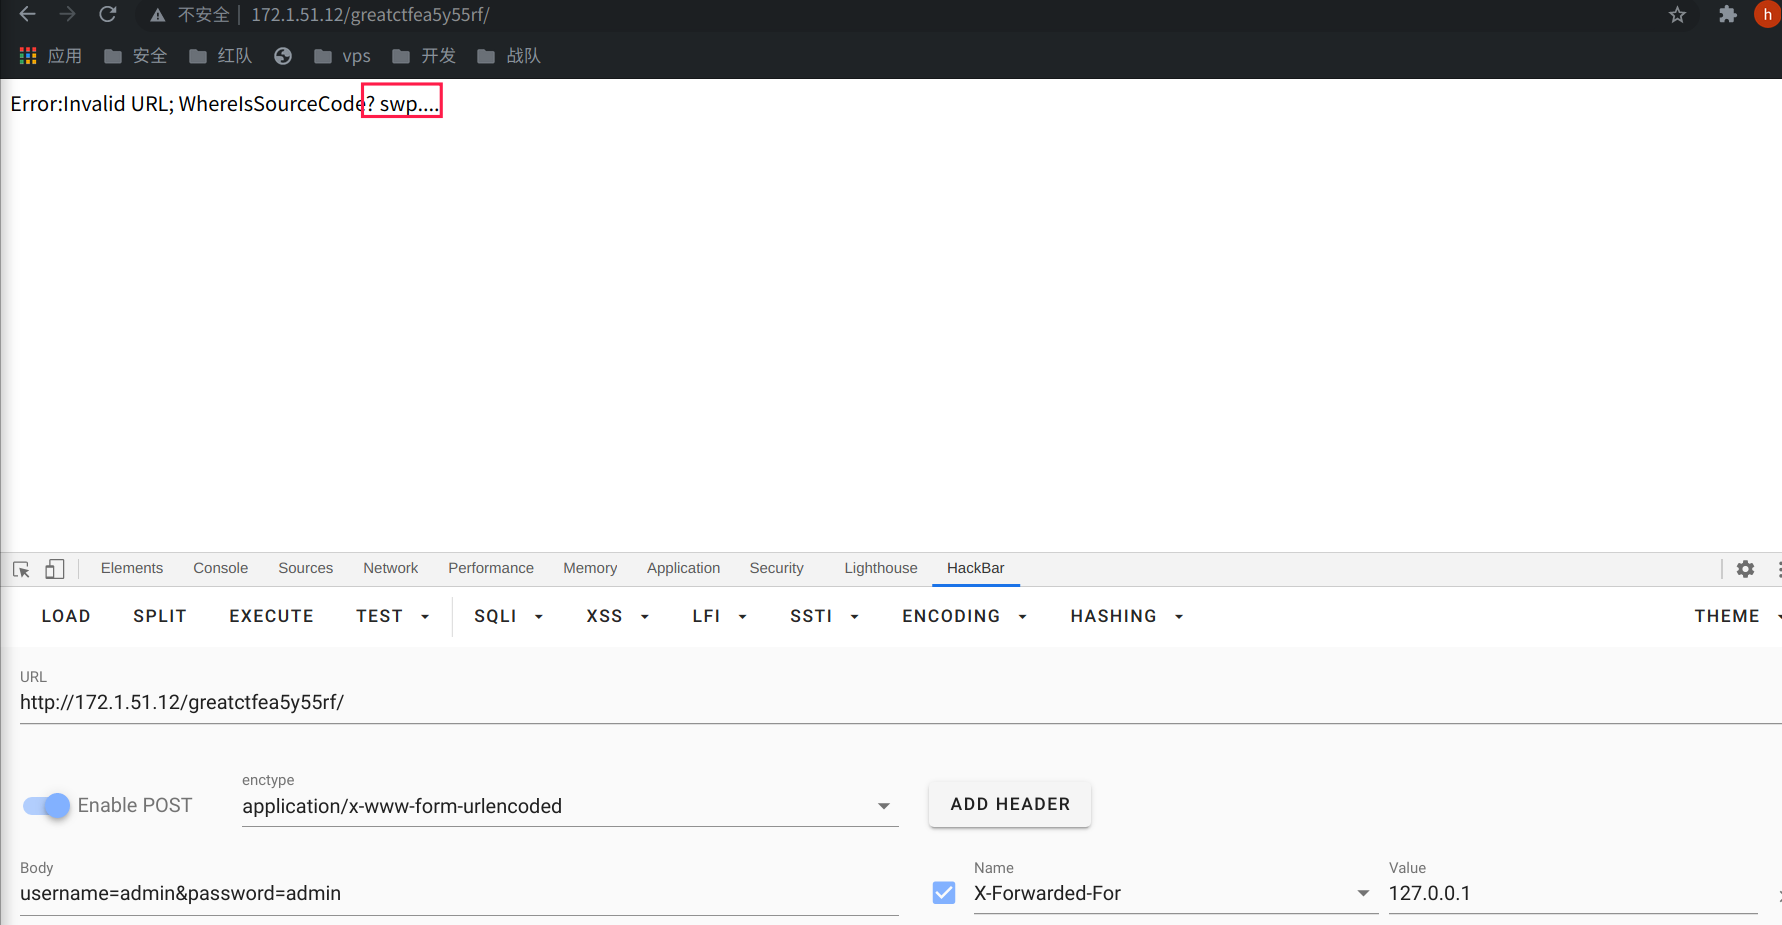 不安全 172.1.51.12/greatctfea5y55rf/ h
应用 安全 红队 vps 开发 战队
Error:Invalid URL; WhereIsSourceCode? swp....
Elements Console Sources Network Performance Memory Application Security Lighthouse HackBar
LOAD SPLIT EXECUTE TEST SQLI XSS LFI SSTI ENCODING HASHING THEME
URL
http://172.1.51.12/greatctfea5y55rf/
enctype
Enable POST application/x-www-form-urlencoded ADD HEADER
Body Name Value
username=admin&password=admin X-Forwarded-For 127.0.0.1